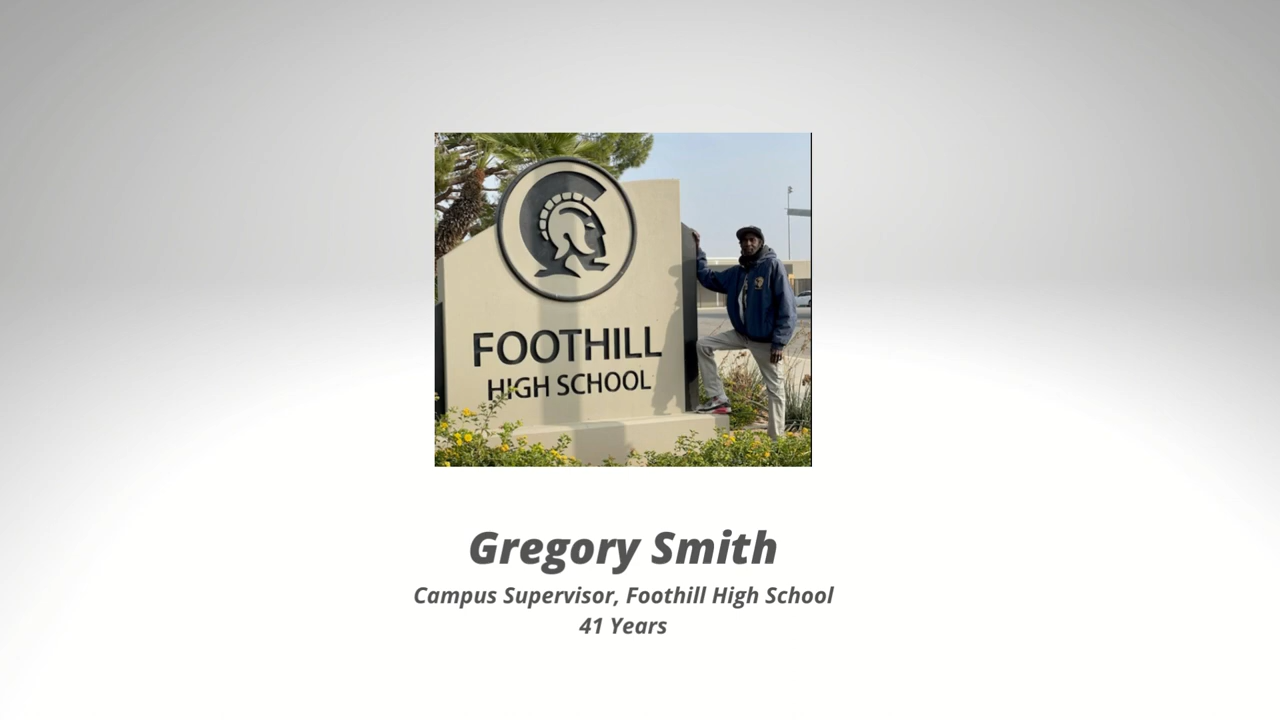 FOOTHILL
HIGH SCHOOL
Gregory Smith
Campus Supervisor, Foothill High School
41 Years